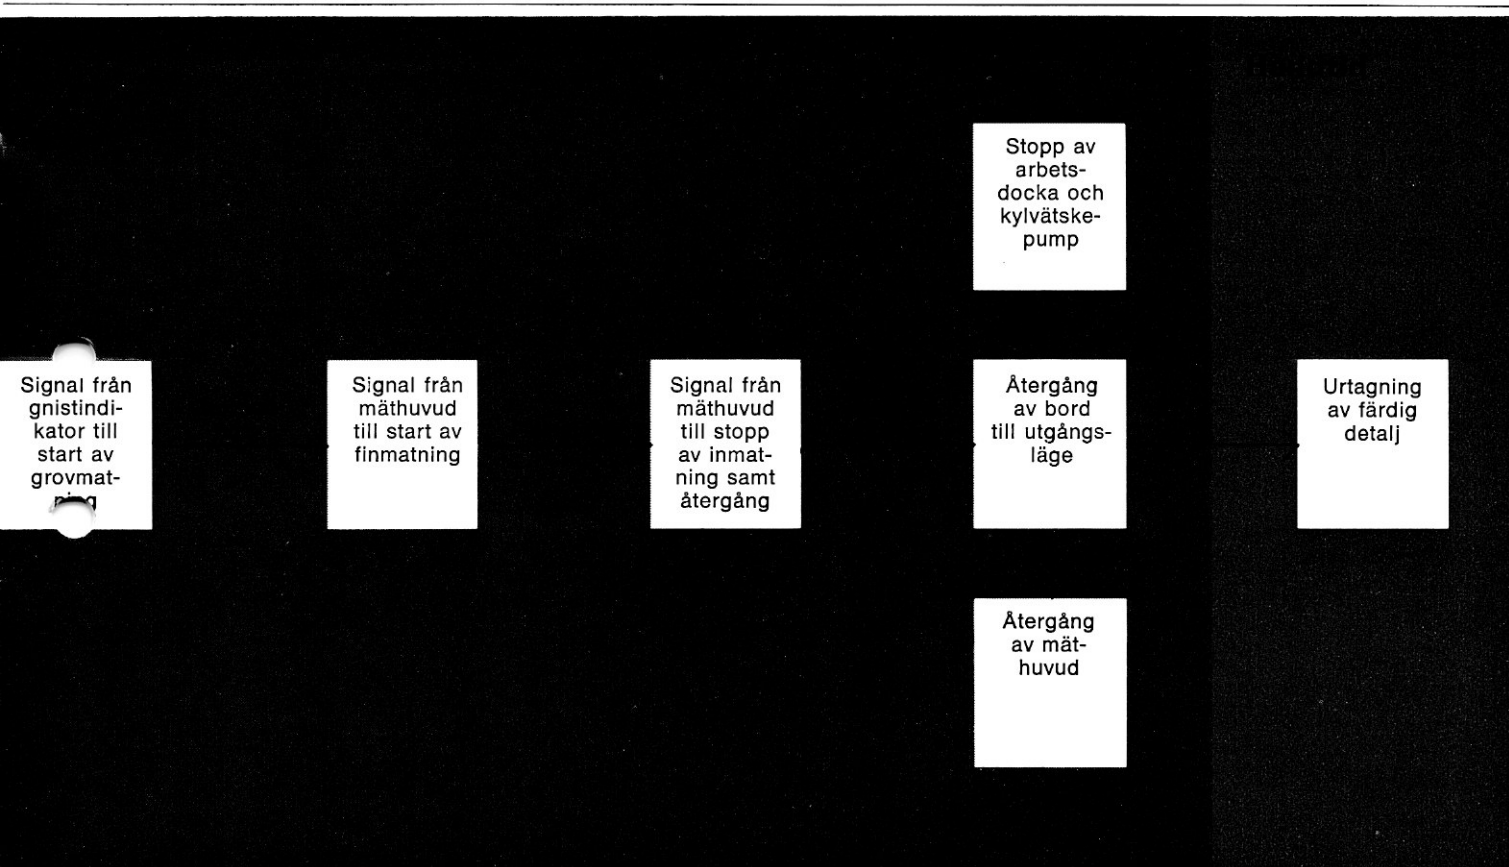 Stopp av
arbets-
docka och
kylvätske-
pump
Signal från
gnistindi-
kator till
start av
grovmat-
ning
Signal från
mäthuvud
till start av
finmatning
Signal från
mäthuvud
till stopp
av inmat-
ning samt
återgång
Återgång
av bord
till utgångs-
läge
Urtagning
av färdig
detalj
Återgång
av mät-
huvud